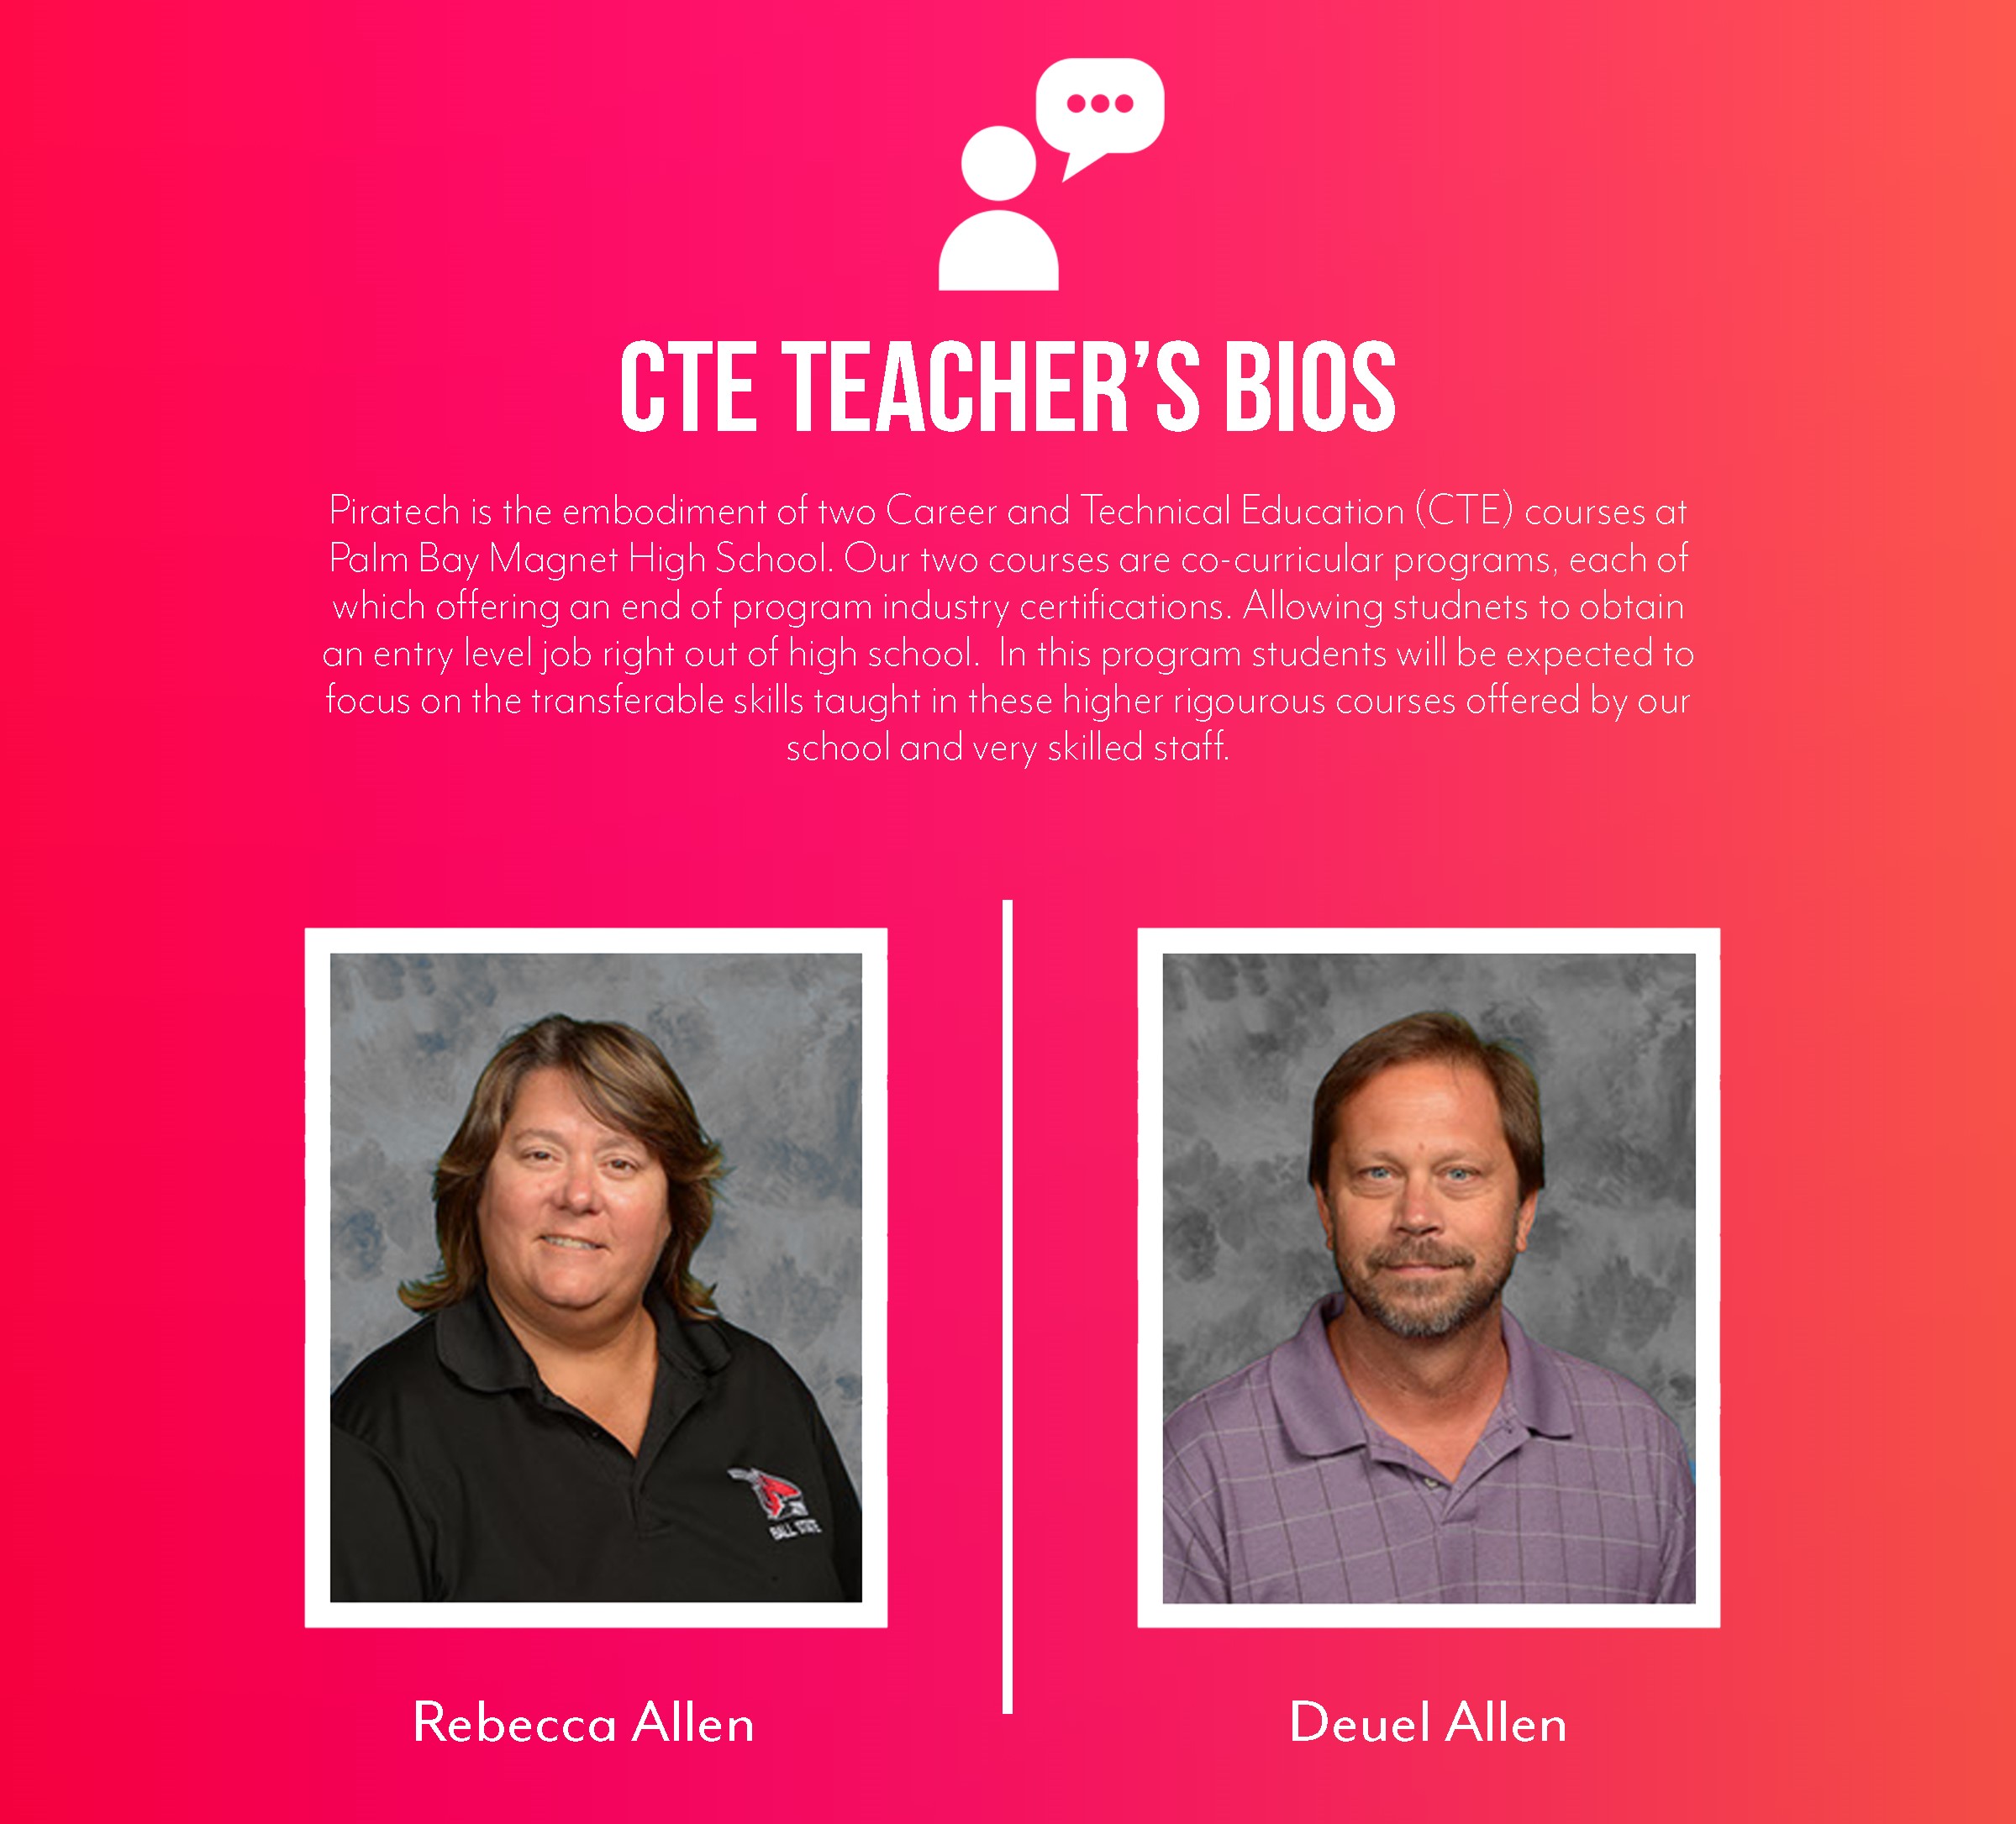 CTE TEACHER'S BIOS
Piratech is the embodiment of two Career and Technical Education (CTE) courses at
Palm Bay Magnet High School. Our two courses are co-curricular programs, each of
which offering an end of program industry certifications. Allowing studnets to obtain
an entry level job right out of high school.  In this program students will be expected to
focus on the transferable skills taught in these higher rigourous courses offered by our
school and very skilled staff.
BALL STATE
Rebecca Allen
Deuel Allen